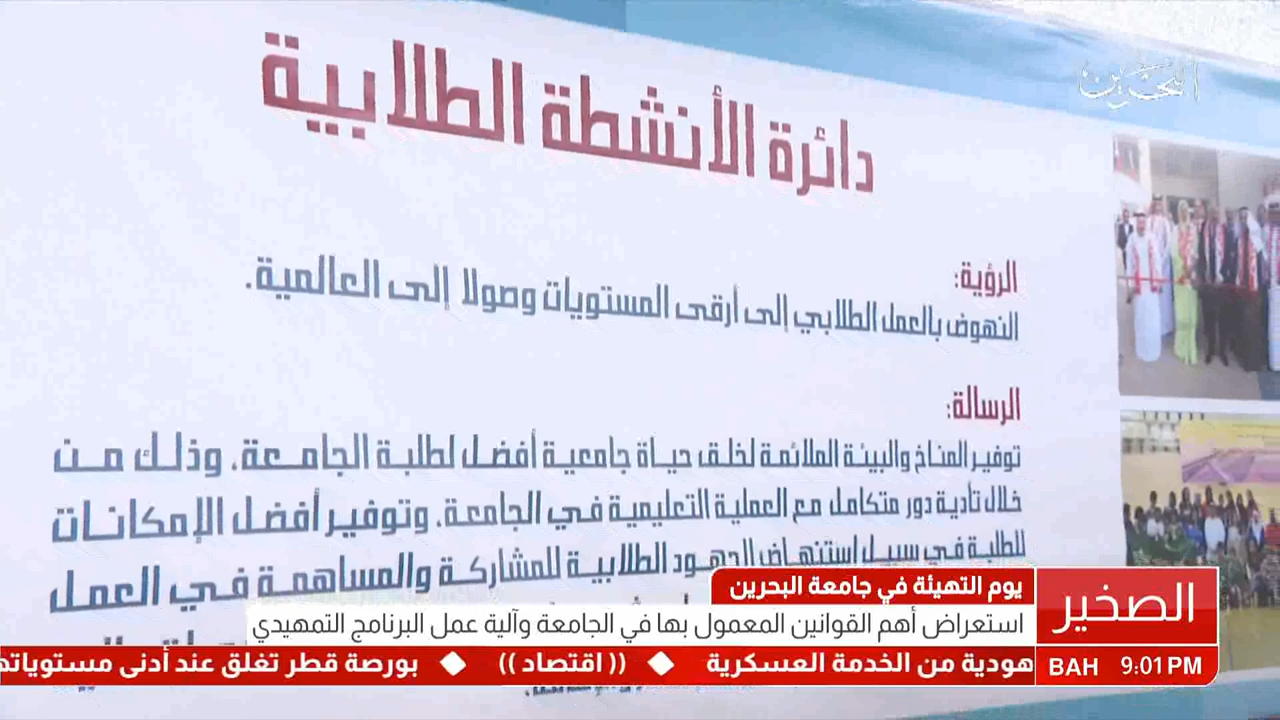 البحرين
دائرة الأنشطة الطلابية
الرؤية:
النهوض بالعمل الطلابي إلى أرقى المستويات وصولا إلى العالمية.
الرسالة:
توفير المناخ والبيئة الملائمة لخلق حياة جامعية أفضل لطلبة الجامعة، وذلك من
خلال تأدية دور متكامل مع العملية التعليمية في الجامعة، وتوفير أفضل الإمكانات
للطلبة في سبيل استنهاض الجهود الطلابية للمشاركة والمساهمة في العمل
الصخير
يوم التهيئة في جامعة البحرين
استعراض أهم القوانين المعمول بها في الجامعة وآلية عمل البرنامج التمهيدي
BAH 9:01 PM
هودية من الخدمة العسكرية ◆ (( اقتصاد )) ◆ بورصة قطر تغلق عند أدنى مستوياته